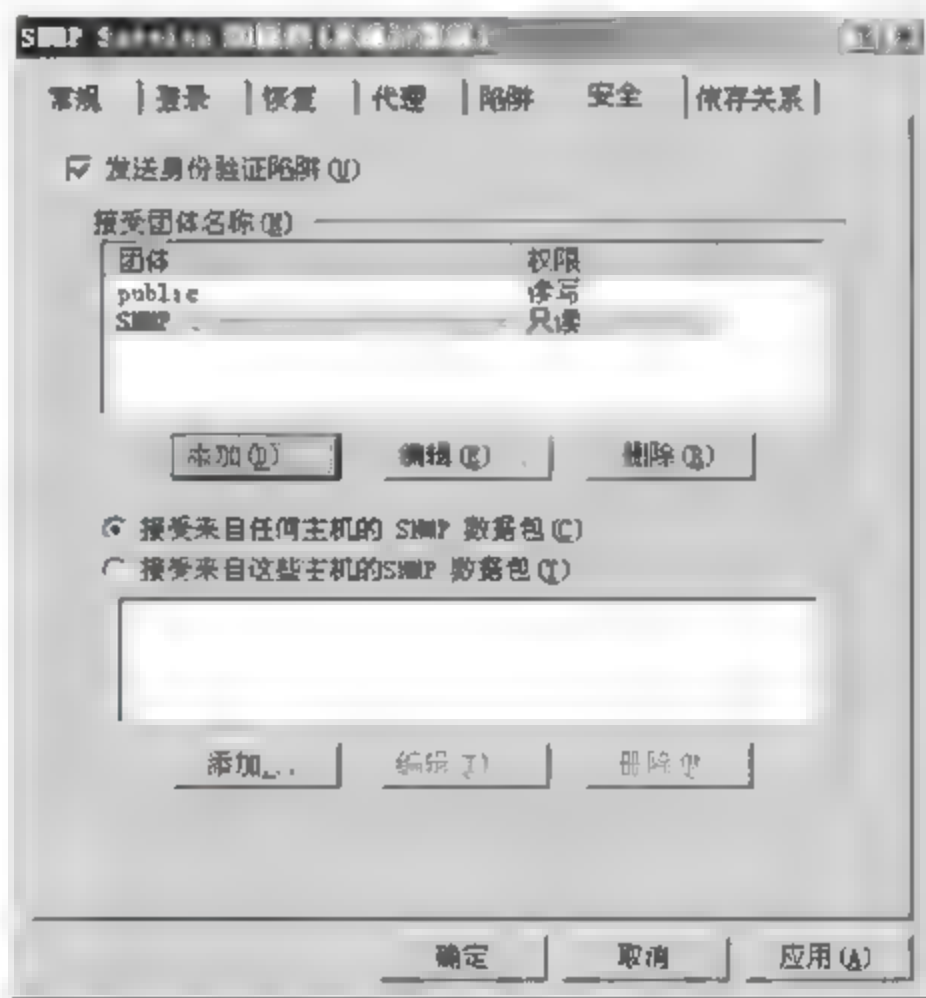 SNMP Service
常规 登录 恢复 代理 陷阱 安全 依存关系
发送身份验证陷阱(U)
接受团体名称(N)
团体 权限
public 读写
SNMP 只读
添加(D) 编辑(E) 删除(R)
接受来自任何主机的 SNMP 数据包(C)
接受来自这些主机的SNMP 数据包(T)
添加... 编辑 删除
确定 取消 应用(A)